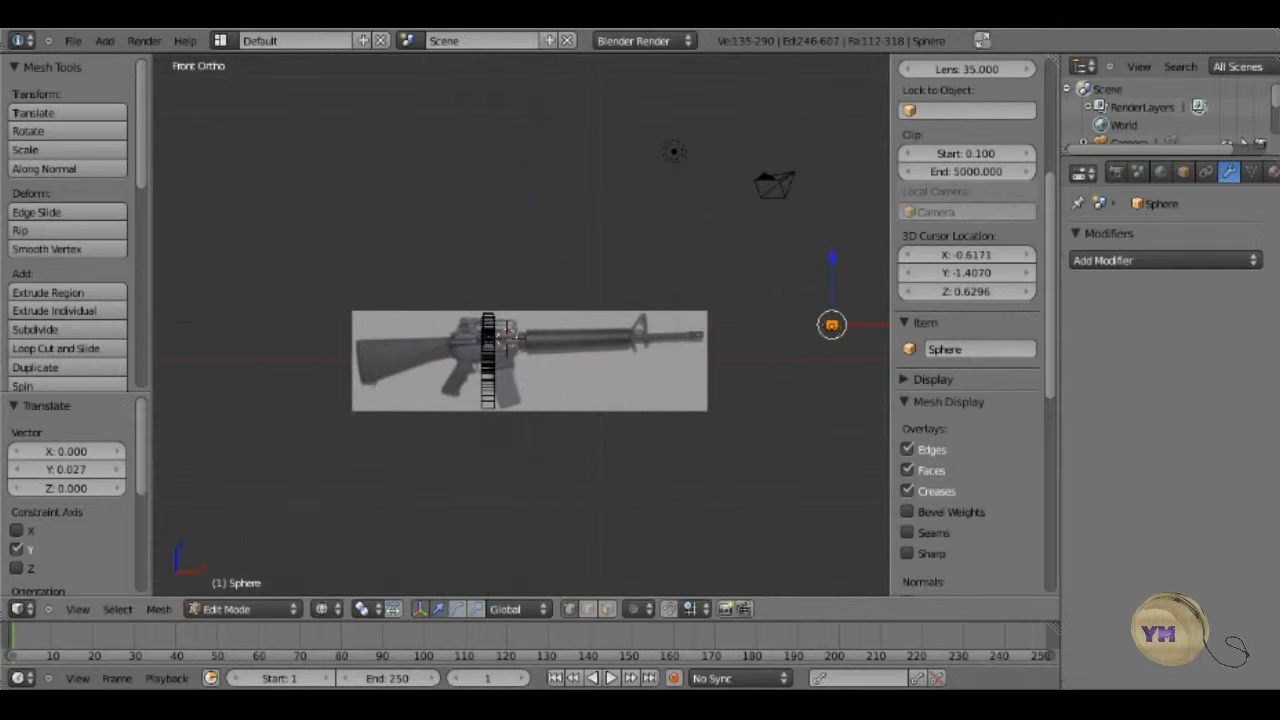 File Add Render Help Default Scene Blender Render Ve:135-290 | Ed:246-607 | Fa:112-318 | Sphere
Mesh Tools
Transform:
Translate
Rotate
Scale
Along Normal
Deform:
Edge Slide
Rip
Smooth Vertex
Add:
Extrude Region
Extrude Individual
Subdivide
Loop Cut and Slide
Duplicate
Spin
Translate
Vector
X: 0.000
Y: 0.027
Z: 0.000
Constraint Axis
X
Y
Z
Orientation
Front Ortho
(1) Sphere
Lens: 35.000
Lock to Object:
Clip:
Start: 0.100
End: 5000.000
Local Camera:
Camera
3D Cursor Location:
X: -0.6171
Y: -1.4070
Z: 0.6296
Item
Sphere
Display
Mesh Display
Overlays:
Edges
Faces
Creases
Bevel Weights
Seams
Sharp
Normals:
View Search All Scenes
Scene
RenderLayers
World
Camera
Sphere
Modifiers
Add Modifier
View Select Mesh Edit Mode Global
10 20 30 40 50 60 70 80 90 100 110 120 130 140 150 160 170 180 190 200 210 220 230 240 250
View Frame Playback Start: 1 End: 250 1 No Sync
YM